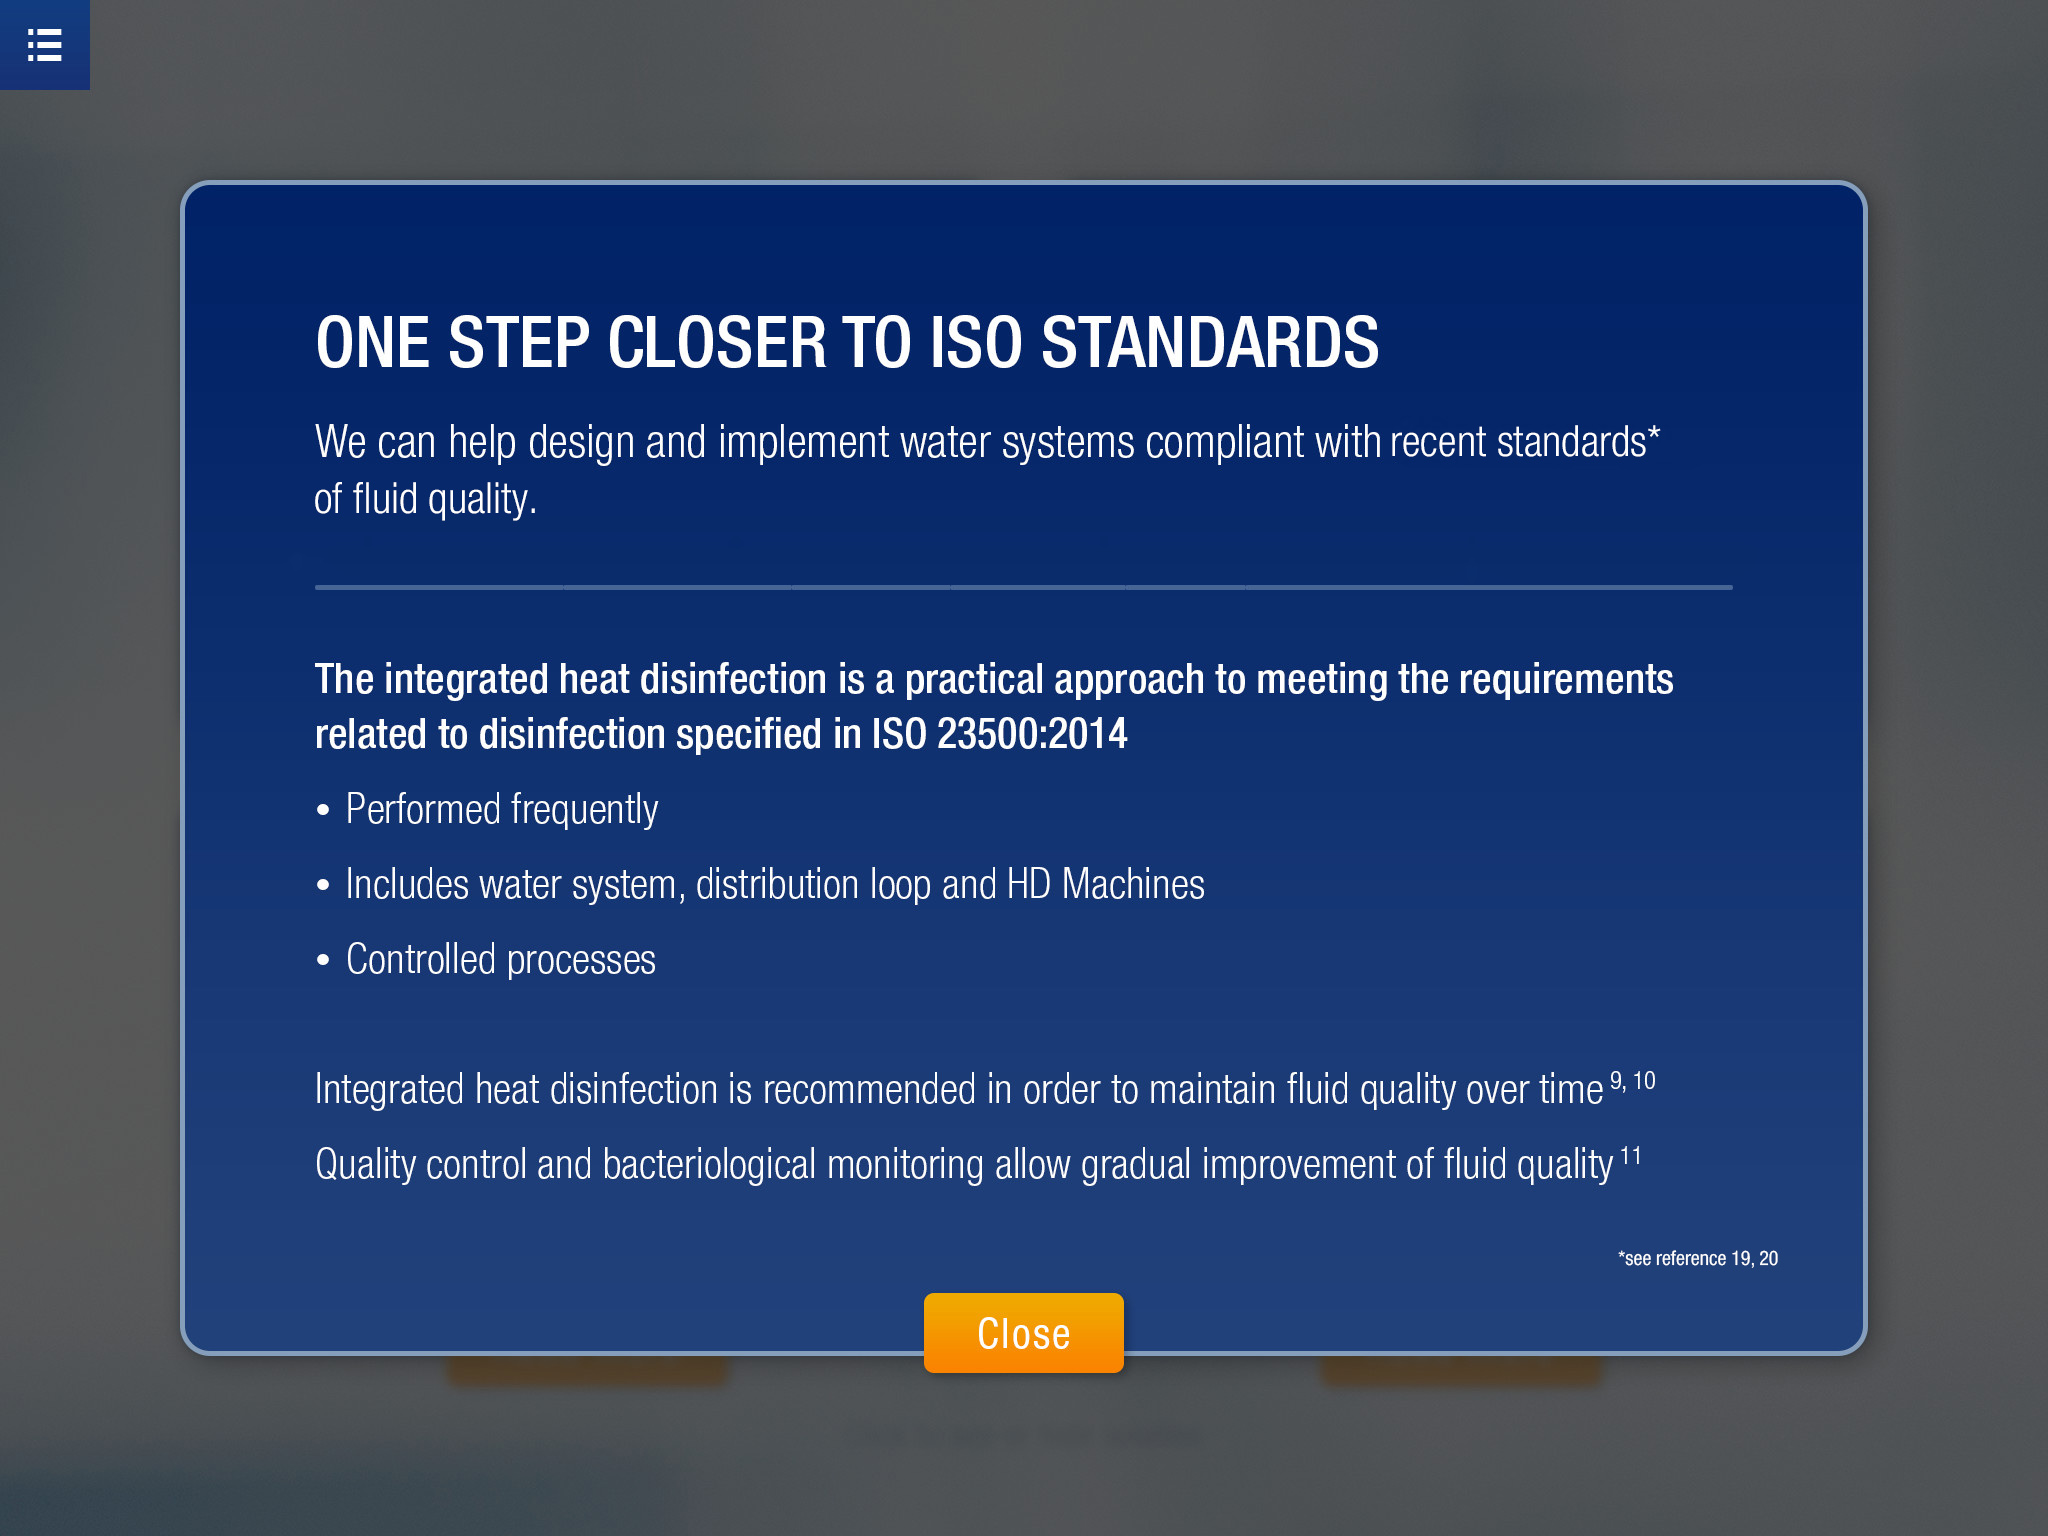 ONE STEP CLOSER TO ISO STANDARDS
We can help design and implement water systems compliant with recent standards*
of fluid quality.
The integrated heat disinfection is a practical approach to meeting the requirements
related to disinfection specified in ISO 23500:2014
• Performed frequently
• Includes water system, distribution loop and HD Machines
• Controlled processes
Integrated heat disinfection is recommended in order to maintain fluid quality over time 9, 10
Quality control and bacteriological monitoring allow gradual improvement of fluid quality 11
*see reference 19, 20
Close